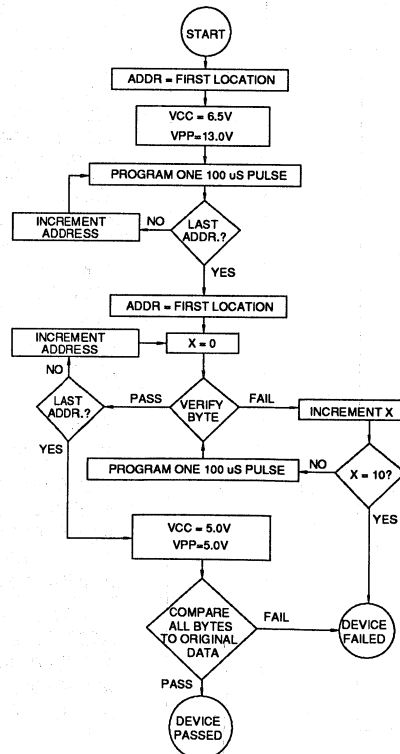 START
ADDR = FIRST LOCATION
VCC = 6.5V
VPP=13.0V
PROGRAM ONE 100 uS PULSE
INCREMENT
ADDRESS
NO
LAST
ADDR.?
YES
ADDR = FIRST LOCATION
INCREMENT
ADDRESS
X = 0
NO
LAST
ADDR.?
PASS
VERIFY
BYTE
FAIL
INCREMENT X
YES
PROGRAM ONE 100 uS PULSE
NO
X = 10?
YES
VCC = 5.0V
VPP=5.0V
COMPARE
ALL BYTES
TO ORIGINAL
DATA
FAIL
DEVICE
FAILED
PASS
DEVICE
PASSED